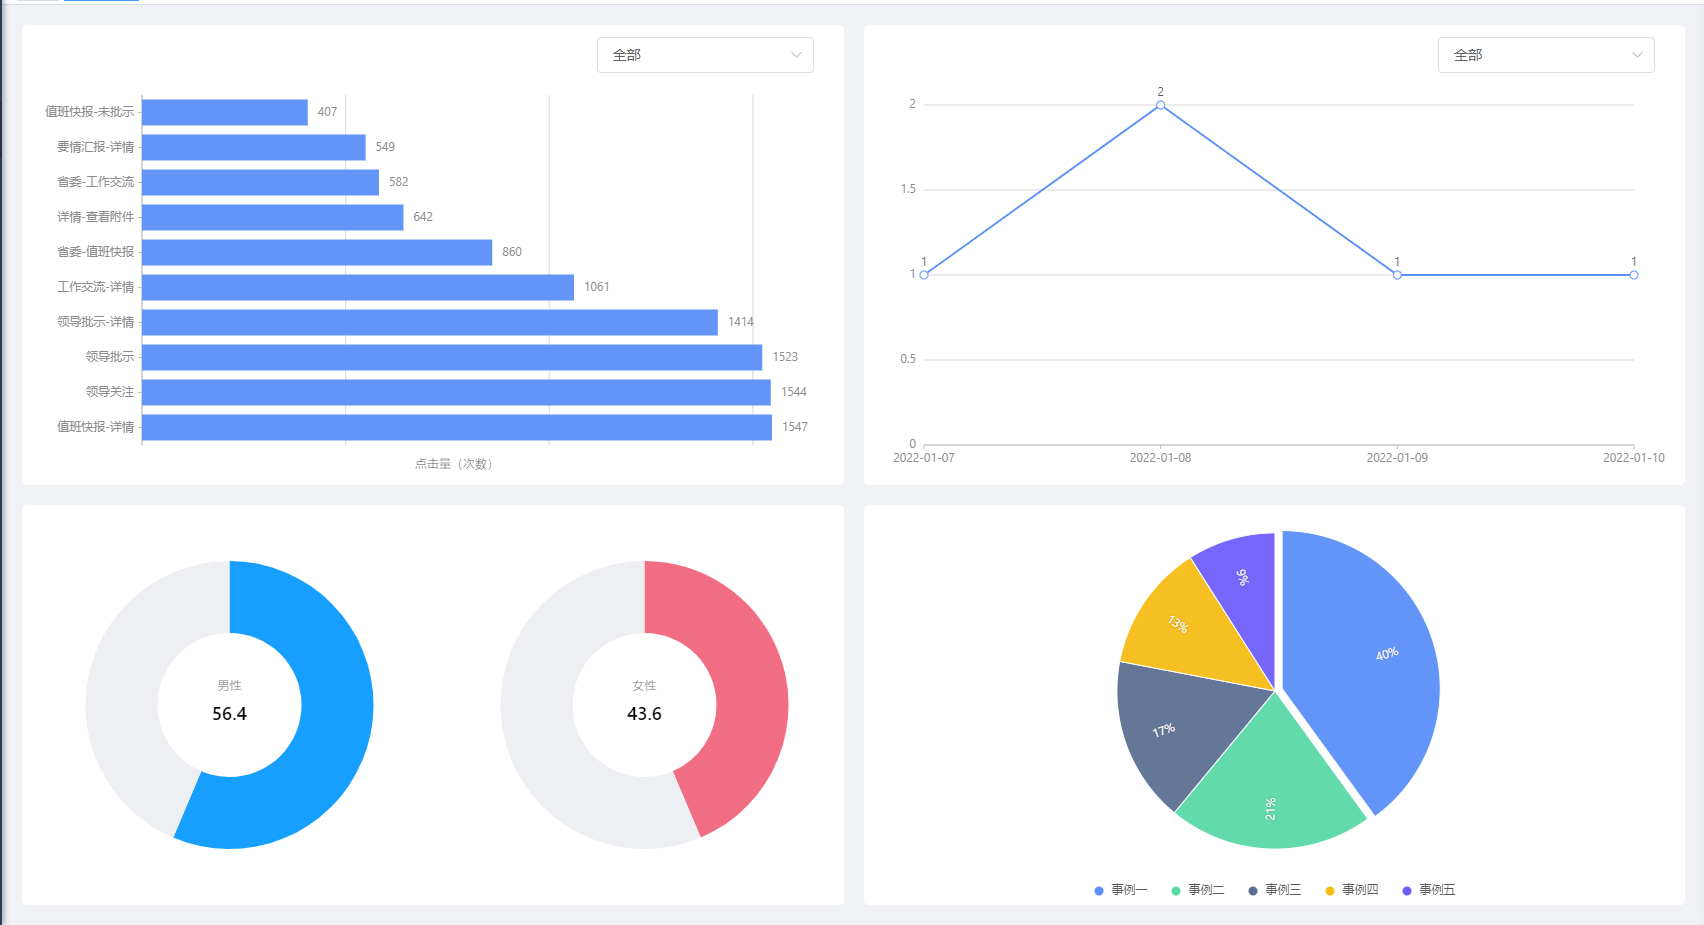 全部
值班快报-未批示 407
要情汇报-详情 549
省委-工作交流 582
详情-查看附件 642
省委-值班快报 860
工作交流-详情 1061
领导批示-详情 1414
领导批示 1523
领导关注 1544
值班快报-详情 1547
点击量（次数）
全部
2
2
1.5
1
1
1
1
0.5
0
2022-01-07 2022-01-08 2022-01-09 2022-01-10
男性
56.4
女性
43.6
9%
13%
40%
17%
21%
事例一 事例二 事例三 事例四 事例五